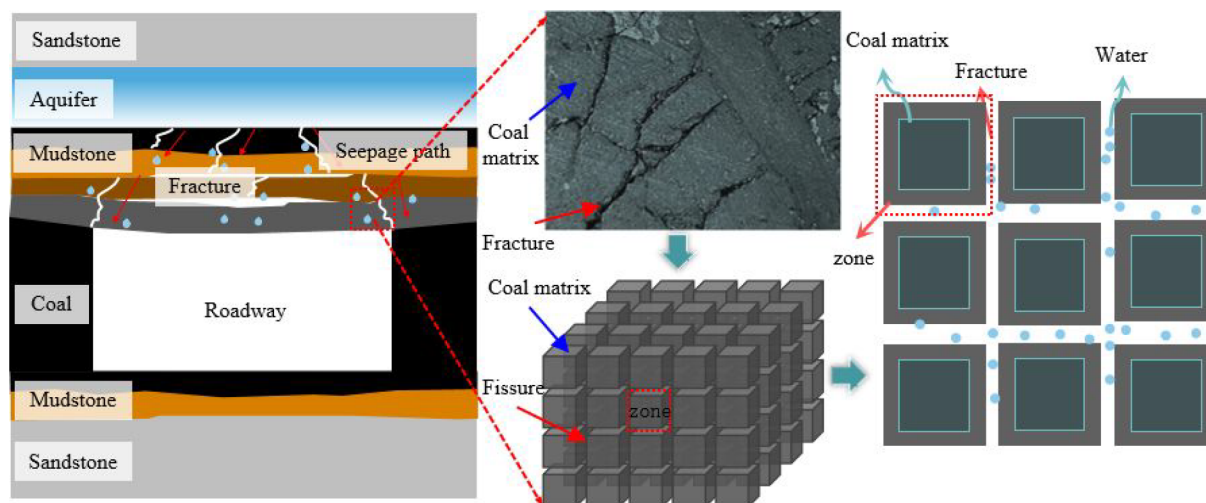 Sandstone
Aquifer
Mudstone
Seepage path
Fracture
Coal
Roadway
Mudstone
Sandstone
Coal
matrix
Fracture
Coal matrix
Fissure
zone
Coal matrix
Fracture
Water
zone